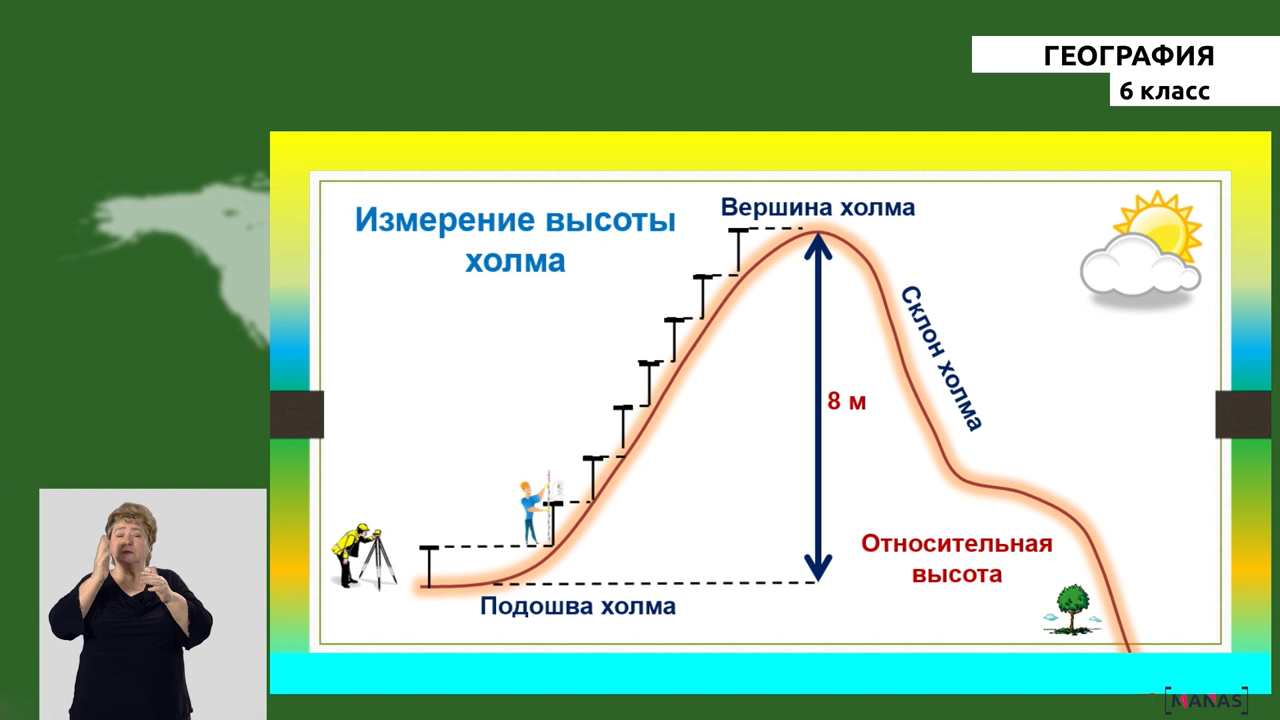 ГЕОГРАФИЯ
6 класс
Измерение высоты
холма
Вершина холма
Склон холма
8 м
Относительная
высота
Подошва холма
[MANAS]